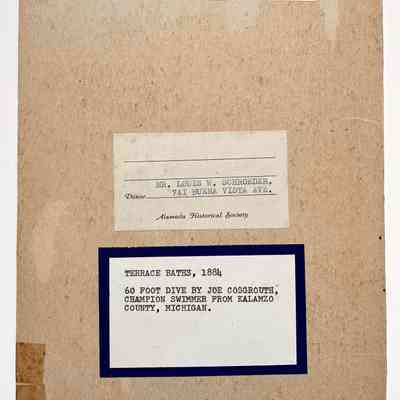 MR. LOUIS W. SCHROEDER,
Donor 741 BUENA VISTA AVE.
Alameda Historical Society
TERRACE BATHS, 1884
60 FOOT DIVE BY JOE COSGROUTH,
CHAMPION SWIMMER FROM KALAMZO
COUNTY, MICHIGAN.